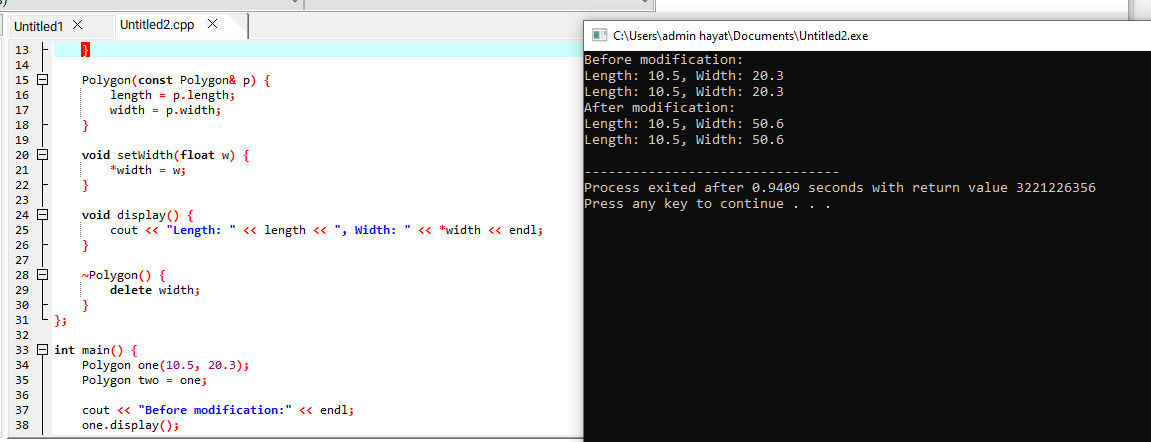 s)
Untitled1
Untitled2.cpp
13 }
14
15 Polygon(const Polygon& p) {
16 length = p.length;
17 width = p.width;
18 }
19
20 void setWidth(float w) {
21 *width = w;
22 }
23
24 void display() {
25 cout << "Length: " << length << ", Width: " << *width << endl;
26 }
27
28 ~Polygon() {
29 delete width;
30 }
31 };
32
33 int main() {
34 Polygon one(10.5, 20.3);
35 Polygon two = one;
36
37 cout << "Before modification:" << endl;
38 one.display();
C:\Users\admin hayat\Documents\Untitled2.exe
Before modification:
Length: 10.5, Width: 20.3
Length: 10.5, Width: 20.3
After modification:
Length: 10.5, Width: 50.6
Length: 10.5, Width: 50.6
--------------------------------
Process exited after 0.9409 seconds with return value 3221226356
Press any key to continue . . .